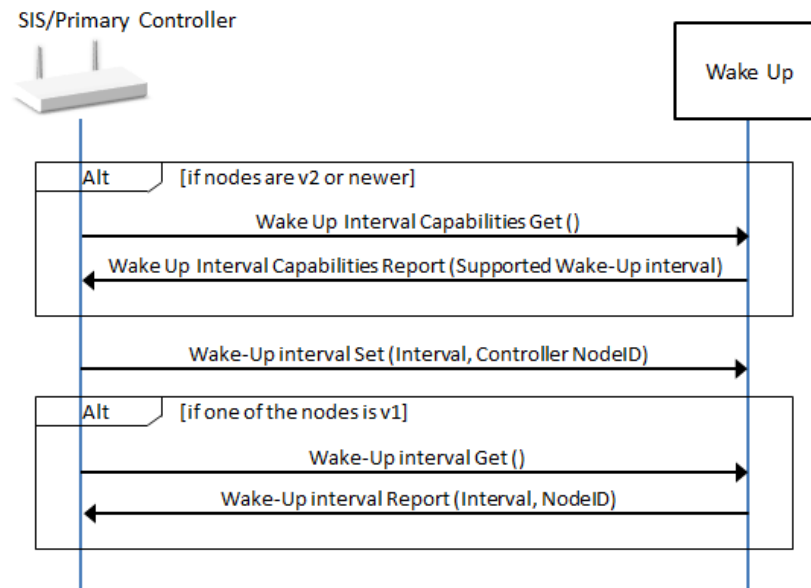 SIS/Primary Controller
Wake Up
Alt [if nodes are v2 or newer]
Wake Up Interval Capabilities Get ()
Wake Up Interval Capabilities Report (Supported Wake-Up interval)
Wake-Up interval Set (Interval, Controller NodeID)
Alt [if one of the nodes is v1]
Wake-Up interval Get ()
Wake-Up interval Report (Interval, NodeID)